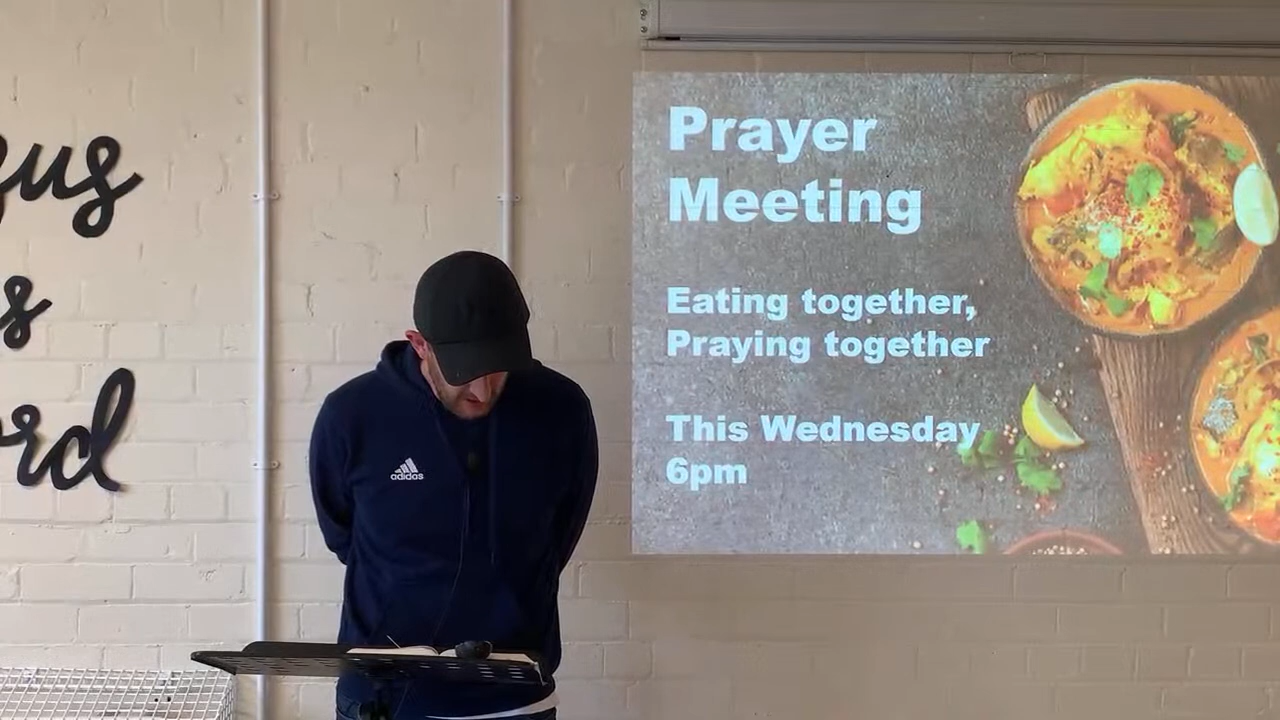 Prayer
Meeting
Eating together,
Praying together
This Wednesday
6pm
adidas